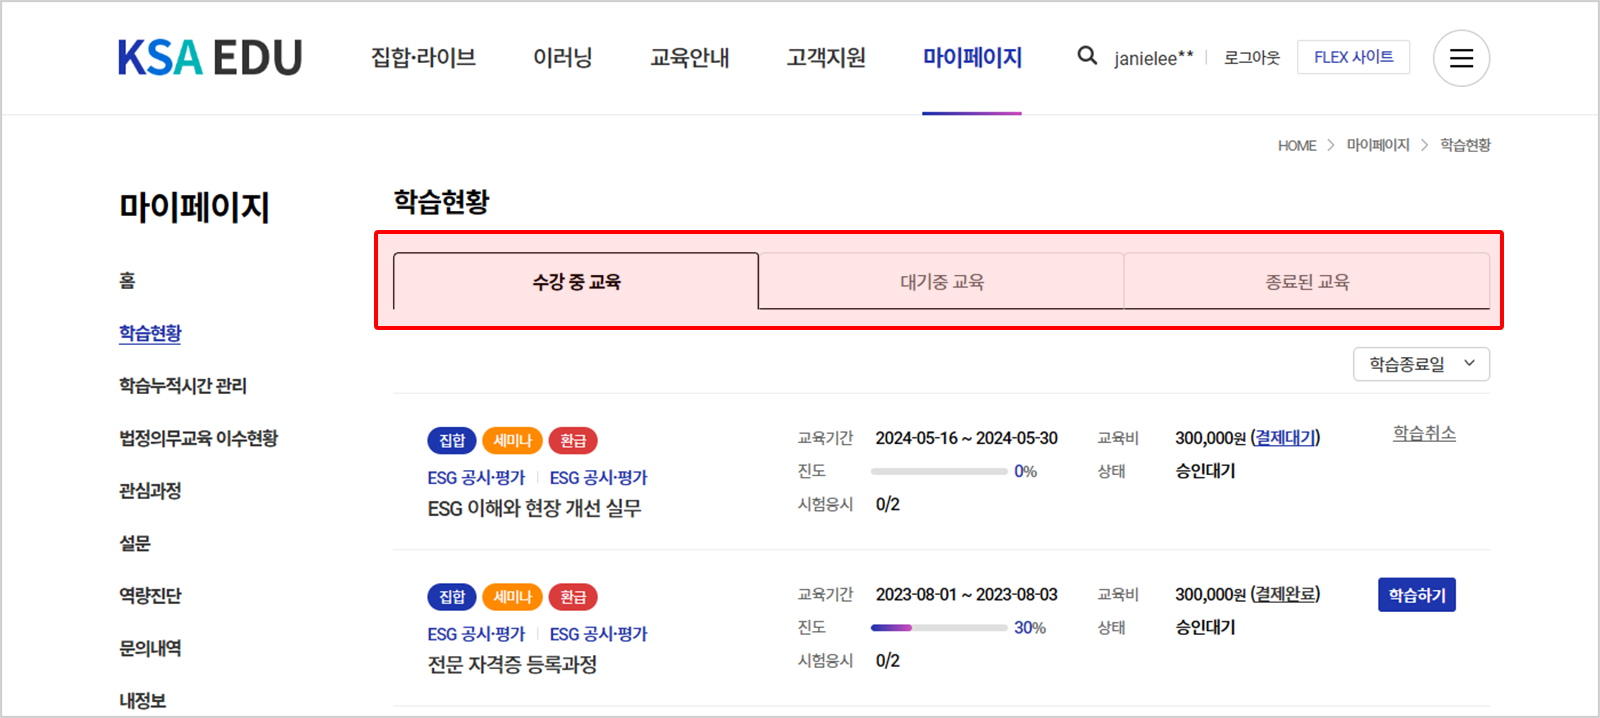 KSA EDU
집합·라이브 이러닝 교육안내 고객지원 마이페이지 janielee** 로그아웃 FLEX 사이트
HOME > 마이페이지 > 학습현황
마이페이지
홈
학습현황
학습누적시간 관리
법정의무교육 이수현황
관심과정
설문
역량진단
문의내역
내정보
학습현황
수강 중 교육 대기중 교육 종료된 교육
학습종료일
집합 세미나 환급
ESG 공시·평가 ESG 공시·평가
ESG 이해와 현장 개선 실무
교육기간 2024-05-16 ~ 2024-05-30
진도 0%
시험응시 0/2
교육비 300,000원 (결제대기)
상태 승인대기
학습취소
집합 세미나 환급
ESG 공시·평가 ESG 공시·평가
전문 자격증 등록과정
교육기간 2023-08-01 ~ 2023-08-03
진도 30%
시험응시 0/2
교육비 300,000원 (결제완료)
상태 승인대기
학습하기